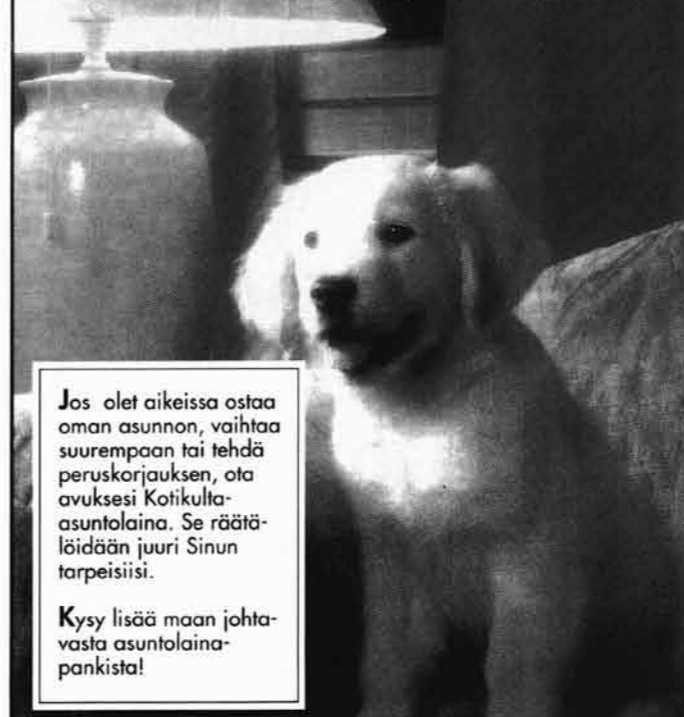 Jos olet aikeissa ostaa
oman asunnon, vaihtaa
suurempaan tai tehdä
peruskorjauksen, ota
avuksesi Kotikulta-
asuntolaina. Se räätä-
löidään juuri Sinun
tarpeisiisi.
Kysy lisää maan johta-
vasta asuntolaina-
pankista!